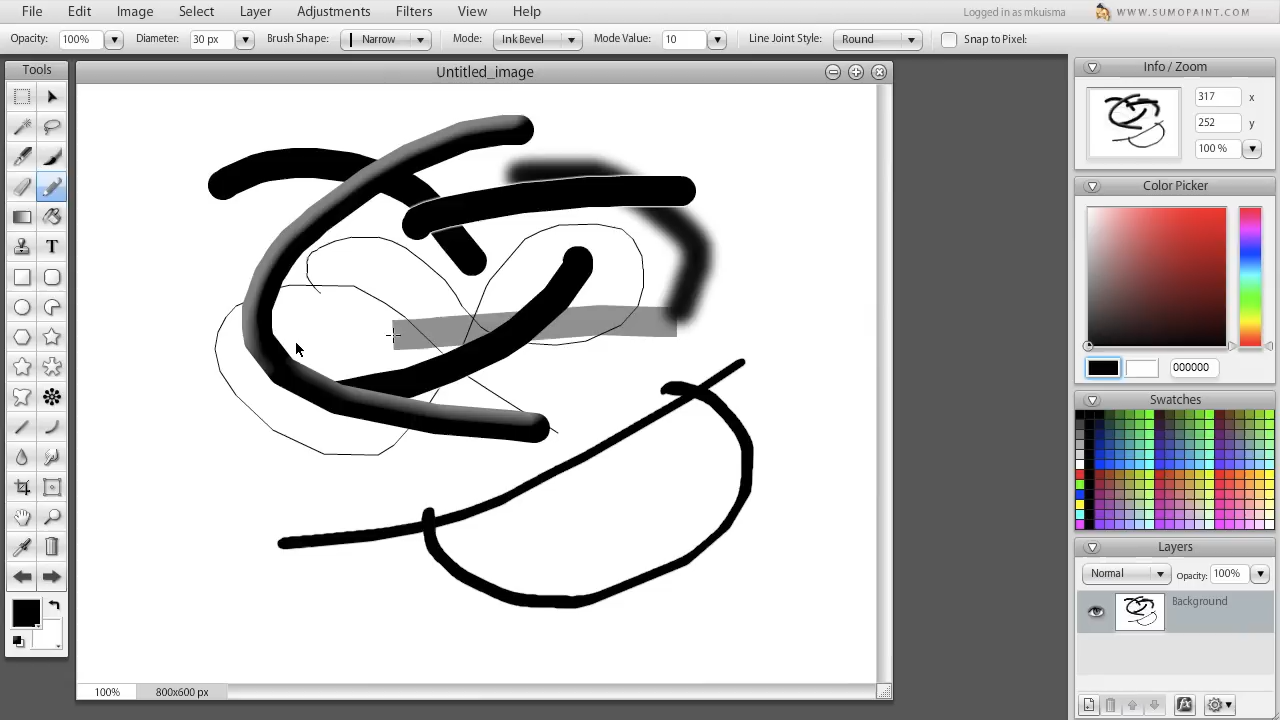 File Edit Image Select Layer Adjustments Filters View Help Logged in as mkuisma WWW.SUMOPAINT.COM
Opacity: 100% Diameter: 30 px Brush Shape: Narrow Mode: Ink Bevel Mode Value: 10 Line Joint Style: Round Snap to Pixel:
Tools
Untitled_image
Info / Zoom
317 x
252 y
100 %
Color Picker
000000
Swatches
Layers
Normal Opacity: 100%
Background
100% 800x600 px